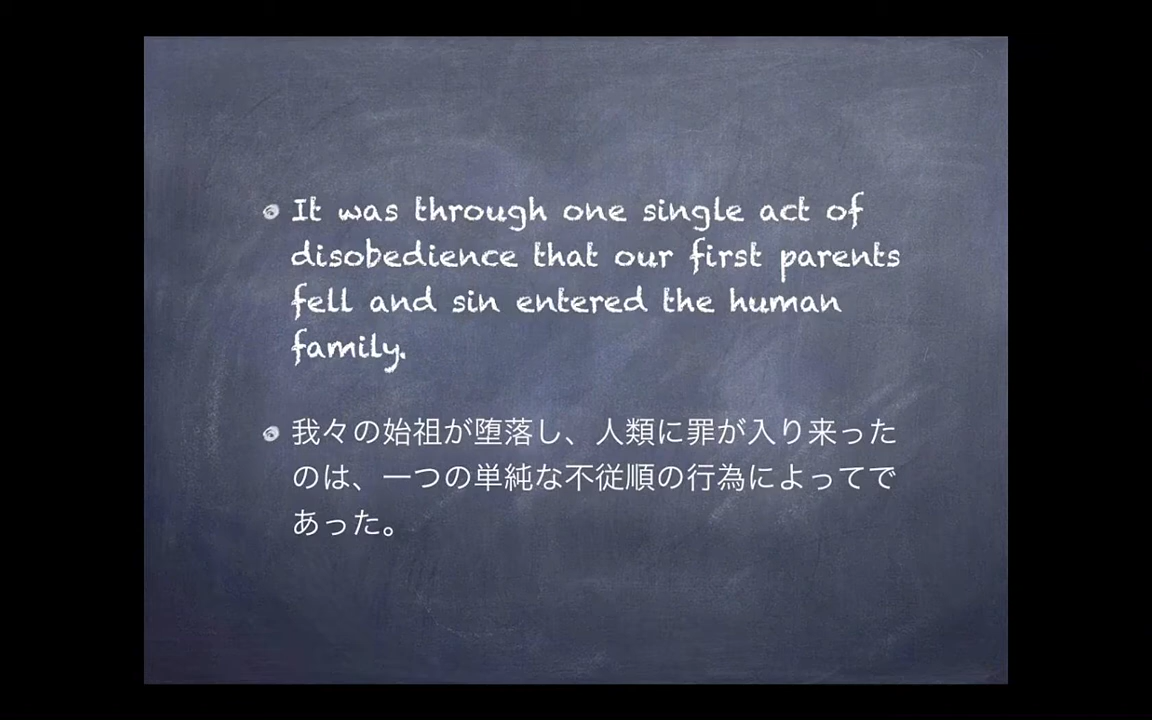 It was through one single act of
disobedience that our first parents
fell and sin entered the human
family.
我々の始祖が堕落し、人類に罪が入り来った
のは、一つの単純な不従順の行為によってで
あった。